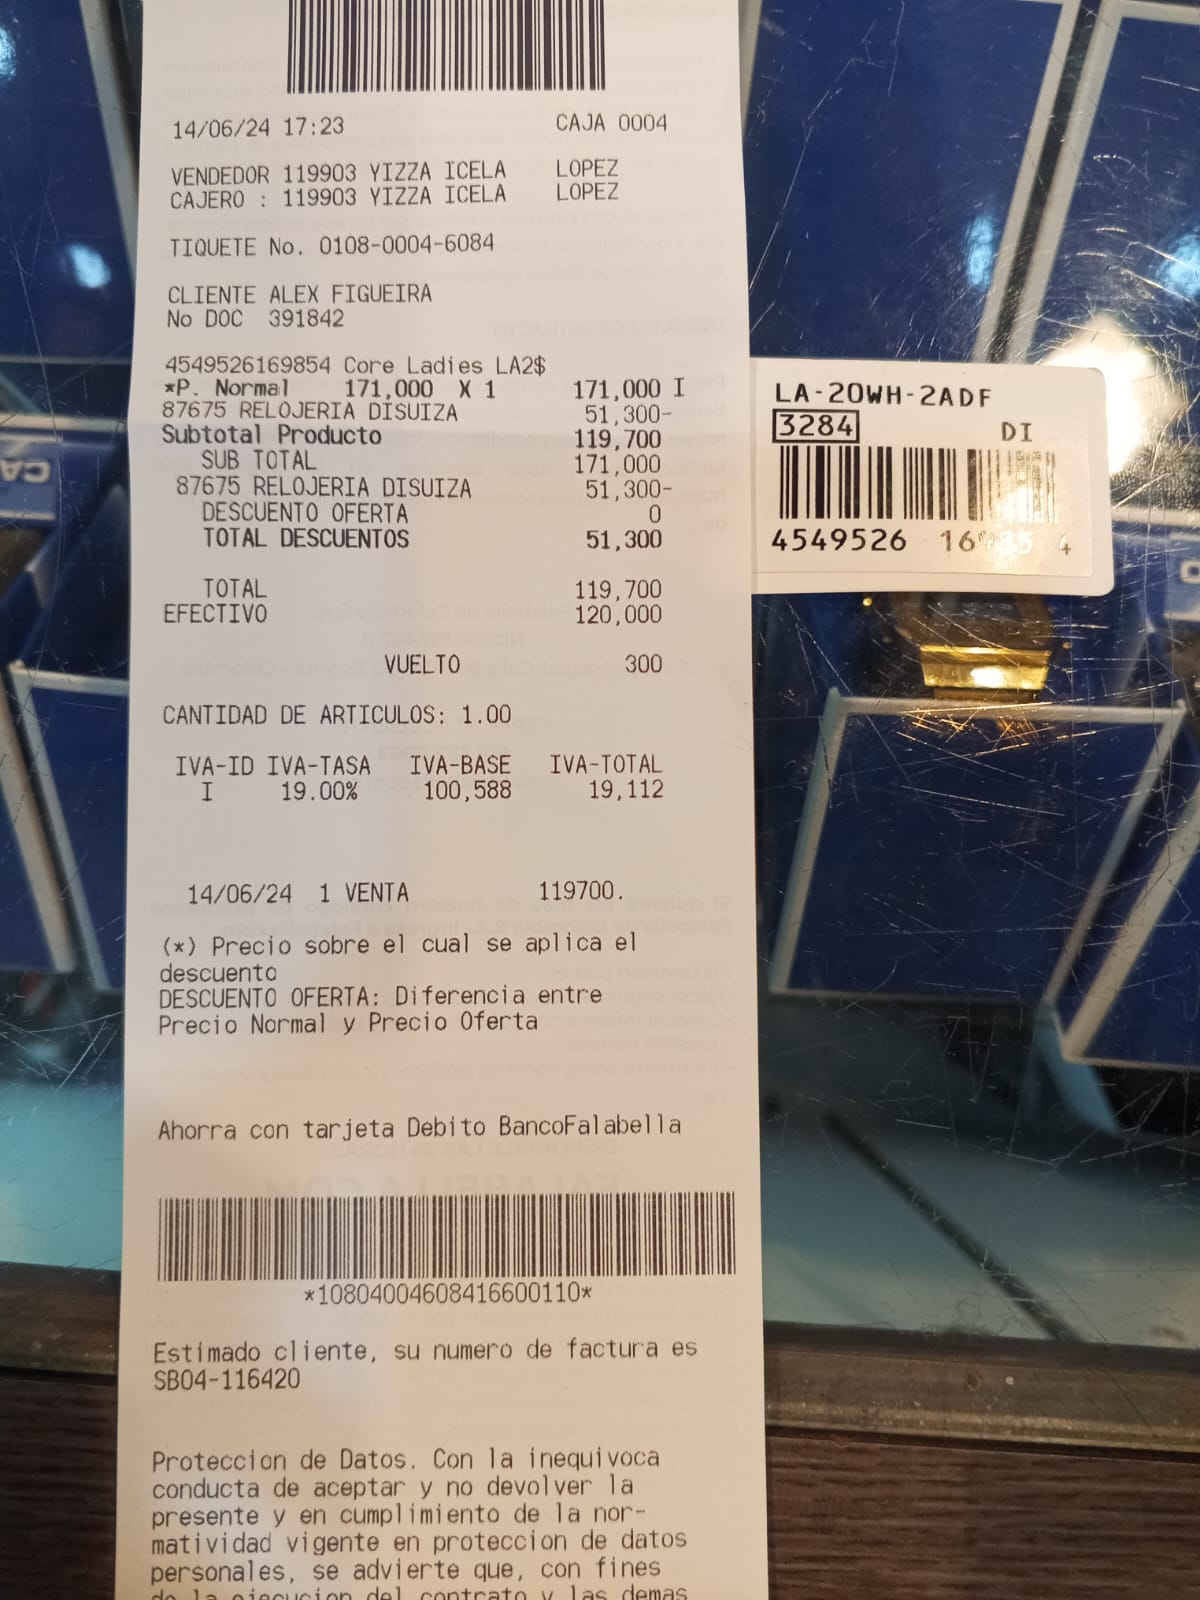 14/06/24 17:23 CAJA 0004
VENDEDOR 119903 YIZZA ICELA LOPEZ
CAJERO : 119903 YIZZA ICELA LOPEZ
TIQUETE No. 0108-0004-6084
CLIENTE ALEX FIGUEIRA
No DOC 391842
4549526169854 Core Ladies LA2$
*P. Normal 171,000 X 1 171,000 I
87675 RELOJERIA DISUIZA 51,300-
Subtotal Producto 119,700
SUB TOTAL 171,000
87675 RELOJERIA DISUIZA 51,300-
DESCUENTO OFERTA 0
TOTAL DESCUENTOS 51,300
TOTAL 119,700
EFECTIVO 120,000
VUELTO 300
CANTIDAD DE ARTICULOS: 1.00
IVA-ID IVA-TASA IVA-BASE IVA-TOTAL
I 19.00% 100,588 19,112
14/06/24 1 VENTA 119700.
(*) Precio sobre el cual se aplica el
descuento
DESCUENTO OFERTA: Diferencia entre
Precio Normal y Precio Oferta
Ahorra con tarjeta Debito BancoFalabella
*10804004608416600110*
Estimado cliente, su numero de factura es
SB04-116420
Proteccion de Datos. Con la inequivoca
conducta de aceptar y no devolver la
presente y en cumplimiento de la nor-
matividad vigente en proteccion de datos
personales, se advierte que, con fines
de la ejecucion del contrato y las demas
LA-20WH-2ADF
3284 DI
4549526